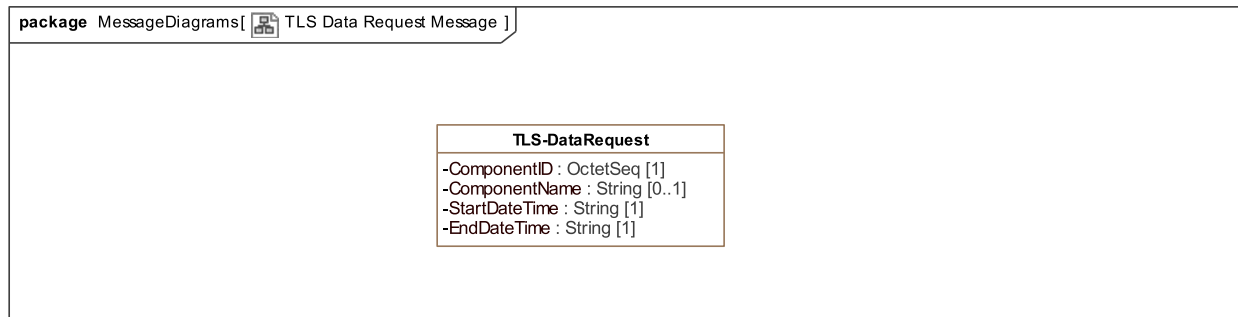 package MessageDiagrams[ TLS Data Request Message ]
TLS-DataRequest
-ComponentID : OctetSeq [1]
-ComponentName : String [0..1]
-StartDateTime : String [1]
-EndDateTime : String [1]